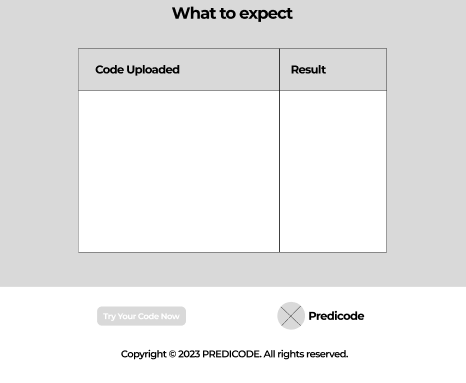 What to expect
Code Uploaded Result
Try Your Code Now Predicode
Copyright © 2023 PREDICODE. All rights reserved.